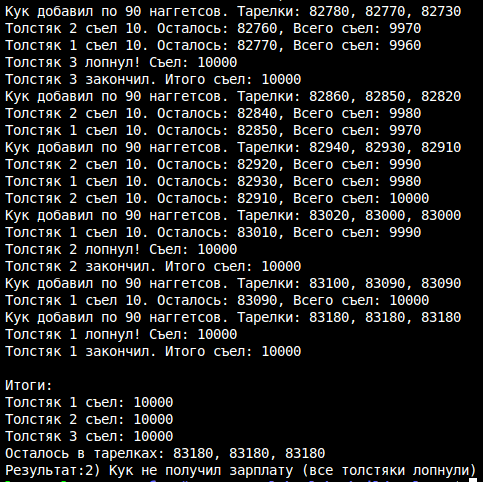 Кук добавил по 90 наггетсов. Тарелки: 82780, 82770, 82730
Толстяк 2 съел 10. Осталось: 82760, Всего съел: 9970
Толстяк 1 съел 10. Осталось: 82770, Всего съел: 9960
Толстяк 3 лопнул! Съел: 10000
Толстяк 3 закончил. Итого съел: 10000
Кук добавил по 90 наггетсов. Тарелки: 82860, 82850, 82820
Толстяк 2 съел 10. Осталось: 82840, Всего съел: 9980
Толстяк 1 съел 10. Осталось: 82850, Всего съел: 9970
Кук добавил по 90 наггетсов. Тарелки: 82940, 82930, 82910
Толстяк 2 съел 10. Осталось: 82920, Всего съел: 9990
Толстяк 1 съел 10. Осталось: 82930, Всего съел: 9980
Толстяк 2 съел 10. Осталось: 82910, Всего съел: 10000
Кук добавил по 90 наггетсов. Тарелки: 83020, 83000, 83000
Толстяк 1 съел 10. Осталось: 83010, Всего съел: 9990
Толстяк 2 лопнул! Съел: 10000
Толстяк 2 закончил. Итого съел: 10000
Кук добавил по 90 наггетсов. Тарелки: 83100, 83090, 83090
Толстяк 1 съел 10. Осталось: 83090, Всего съел: 10000
Кук добавил по 90 наггетсов. Тарелки: 83180, 83180, 83180
Толстяк 1 лопнул! Съел: 10000
Толстяк 1 закончил. Итого съел: 10000
Итоги:
Толстяк 1 съел: 10000
Толстяк 2 съел: 10000
Толстяк 3 съел: 10000
Осталось в тарелках: 83180, 83180, 83180
Результат:2) Кук не получил зарплату (все толстяки лопнули)